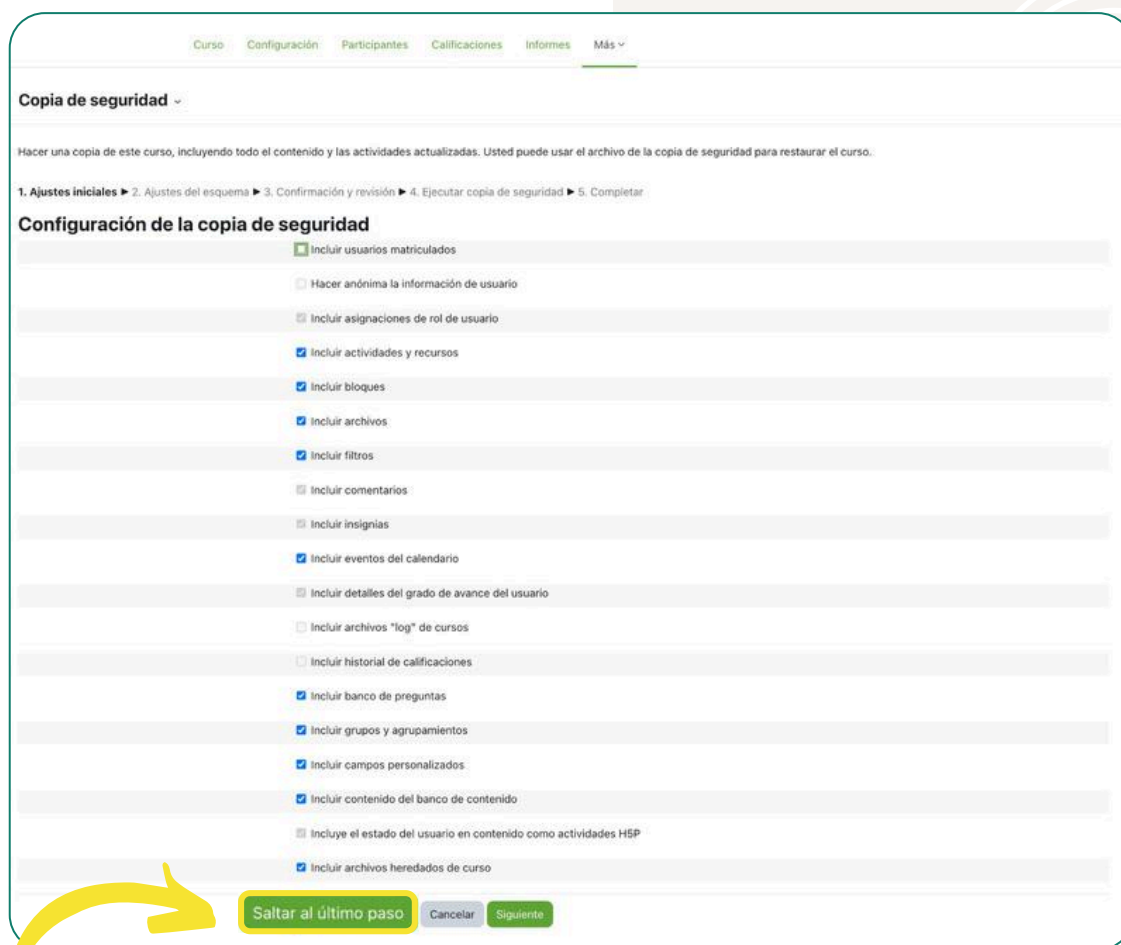 Curso Configuración Participantes Calificaciones Informes Más
Copia de seguridad
Hacer una copia de este curso, incluyendo todo el contenido y las actividades actualizadas. Usted puede usar el archivo de la copia de seguridad para restaurar el curso.
1. Ajustes iniciales ► 2. Ajustes del esquema ► 3. Confirmación y revisión ► 4. Ejecutar copia de seguridad ► 5. Completar
Configuración de la copia de seguridad
Incluir usuarios matriculados
Hacer anónima la información de usuario
Incluir asignaciones de rol de usuario
Incluir actividades y recursos
Incluir bloques
Incluir archivos
Incluir filtros
Incluir comentarios
Incluir insignias
Incluir eventos del calendario
Incluir detalles del grado de avance del usuario
Incluir archivos "log" de cursos
Incluir historial de calificaciones
Incluir banco de preguntas
Incluir grupos y agrupamientos
Incluir campos personalizados
Incluir contenido del banco de contenido
Incluye el estado del usuario en contenido como actividades H5P
Incluir archivos heredados de curso
Saltar al último paso Cancelar Siguiente